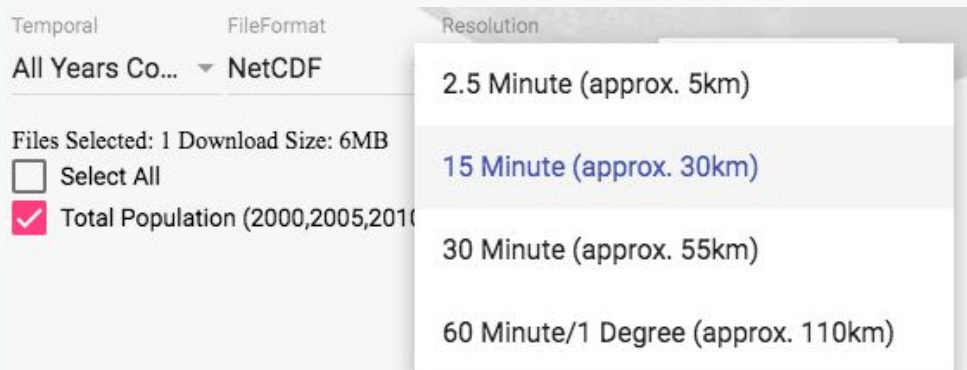 Temporal FileFormat Resolution
All Years Co... NetCDF
2.5 Minute (approx. 5km)
Files Selected: 1 Download Size: 6MB
15 Minute (approx. 30km)
Select All
Total Population (2000,2005,2010
30 Minute (approx. 55km)
60 Minute/1 Degree (approx. 110km)